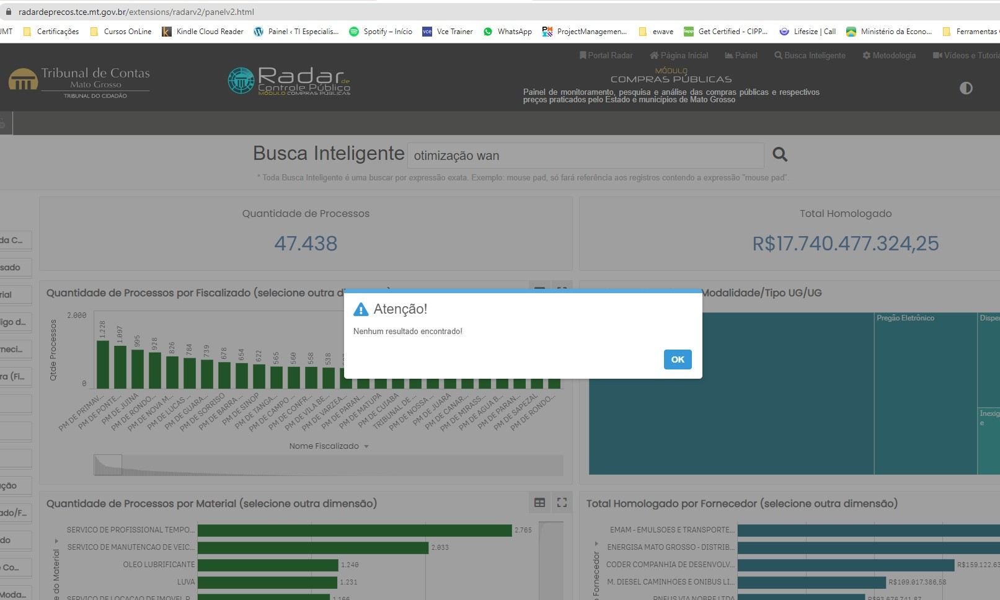 radardeprecos.tce.mt.gov.br/extensions/radarv2/panelv2.html
JMT Certificações Cursos OnLine Kindle Cloud Reader Painel ‹ TI Especialis... Spotify – Início Vce Trainer WhatsApp ProjectManagemen... ewave Get Certified - CIPP... Lifesize | Call Ministério da Econo... Ferramentas
Portal Radar Página Inicial Painel Busca Inteligente Metodologia Vídeos e Tutoria
Tribunal de Contas
Mato Grosso
TRIBUNAL DO CIDADÃO
Radar de
Controle Público
MÓDULO COMPRAS PÚBLICAS
MÓDULO
COMPRAS PÚBLICAS
Painel de monitoramento, pesquisa e análise das compras públicas e respectivos
preços praticados pelo Estado e municípios de Mato Grosso
Busca Inteligente otimização wan
* Toda Busca Inteligente é uma buscar por expressão exata. Exemplo: mouse pad, só fará referência aos registros contendo a expressão "mouse pad".
Quantidade de Processos
47.438
Total Homologado
R$17.740.477.324,25
da C...
sado
rial
igo d...
rneci...
ra (Fi...
ução
ado/F...
do
Co...
Moda...
Quantidade de Processos por Fiscalizado (selecione outra di
Qtde Processos
2.000
0
1.228
1.097
995
928
826
784
739
678
654
622
565
560
558
538
PM DE PRIMAV...
PM DE PONTE...
PM DE JUINA
PM DE RONDO...
PM DE NOVA M...
PM DE LUCAS ...
PM DE GUARA...
PM DE SORRISO
PM DE BARRA ...
PM DE SINOP
PM DE TANGA...
PM DE CAMPO ...
PM DE CONFR...
PM DE VILA BE...
PM DE VARZEA...
PM DE PARAN...
PM DE MATUPA
PM DE CUIABA
TRIBUNAL DE ...
PM DE NOSSA ...
PM DE JUARA
PM DE CANAR...
PM DE MIRASS...
PM DE AGUA B...
PM DE PARAN...
PM DE SAPEZAL
PM DE RONDO...
Nome Fiscalizado
Modalidade/Tipo UG/UG
Pregão Eletrônico
Disper
Inexig
e
Atenção!
Nenhum resultado encontrado!
OK
Quantidade de Processos por Material (selecione outra dimensão)
e do Material
SERVICO DE PROFISSIONAL TEMPO... 2.765
SERVICO DE MANUTENCAO DE VEIC... 2.033
OLEO LUBRIFICANTE 1.240
LUVA 1.231
SERVICO DE LOCACAO DE IMOVEL P... 1.166
Total Homologado por Fornecedor (selecione outra dimensão)
Fornecedor
EMAM - EMULSOES E TRANSPORTE...
ENERGISA MATO GROSSO - DISTRIB...
CODER COMPANHIA DE DESENVOLV... R$159.122.63
M. DIESEL CAMINHOES E ONIBUS LI... R$109.017.386,58
PNEUS VIA NOBRE LTDA R$93.676.741,87